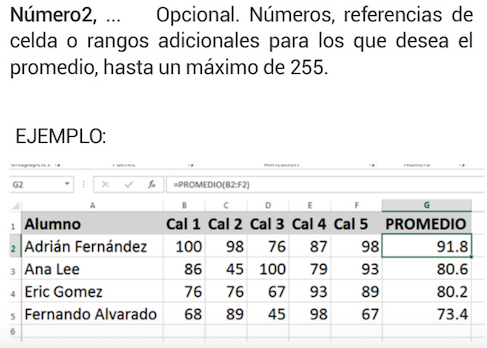 Número2, ... Opcional. Números, referencias de
celda o rangos adicionales para los que desea el
promedio, hasta un máximo de 255.
EJEMPLO:
G2 fx =PROMEDIO(B2:F2)
A B C D E F G
1 Alumno Cal 1 Cal 2 Cal 3 Cal 4 Cal 5 PROMEDIO
2 Adrián Fernández 100 98 76 87 98 91.8
3 Ana Lee 86 45 100 79 93 80.6
4 Eric Gomez 76 76 67 93 89 80.2
5 Fernando Alvarado 68 89 45 98 67 73.4
6